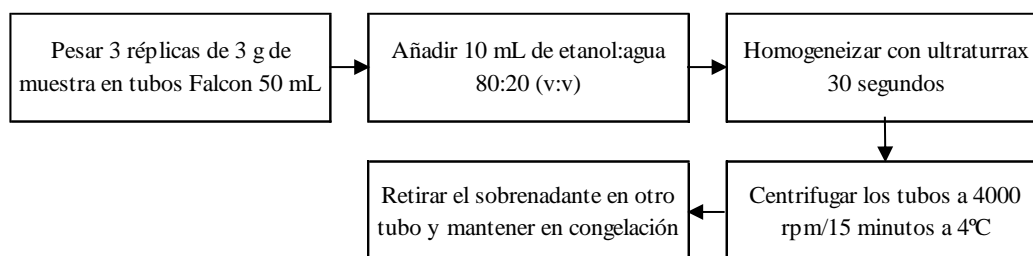 Pesar 3 réplicas de 3 g de
muestra en tubos Falcon 50 mL
Añadir 10 mL de etanol:agua
80:20 (v:v)
Homogeneizar con ultraturrax
30 segundos
Centrifugar los tubos a 4000
rpm/15 minutos a 4ºC
Retirar el sobrenadante en otro
tubo y mantener en congelación